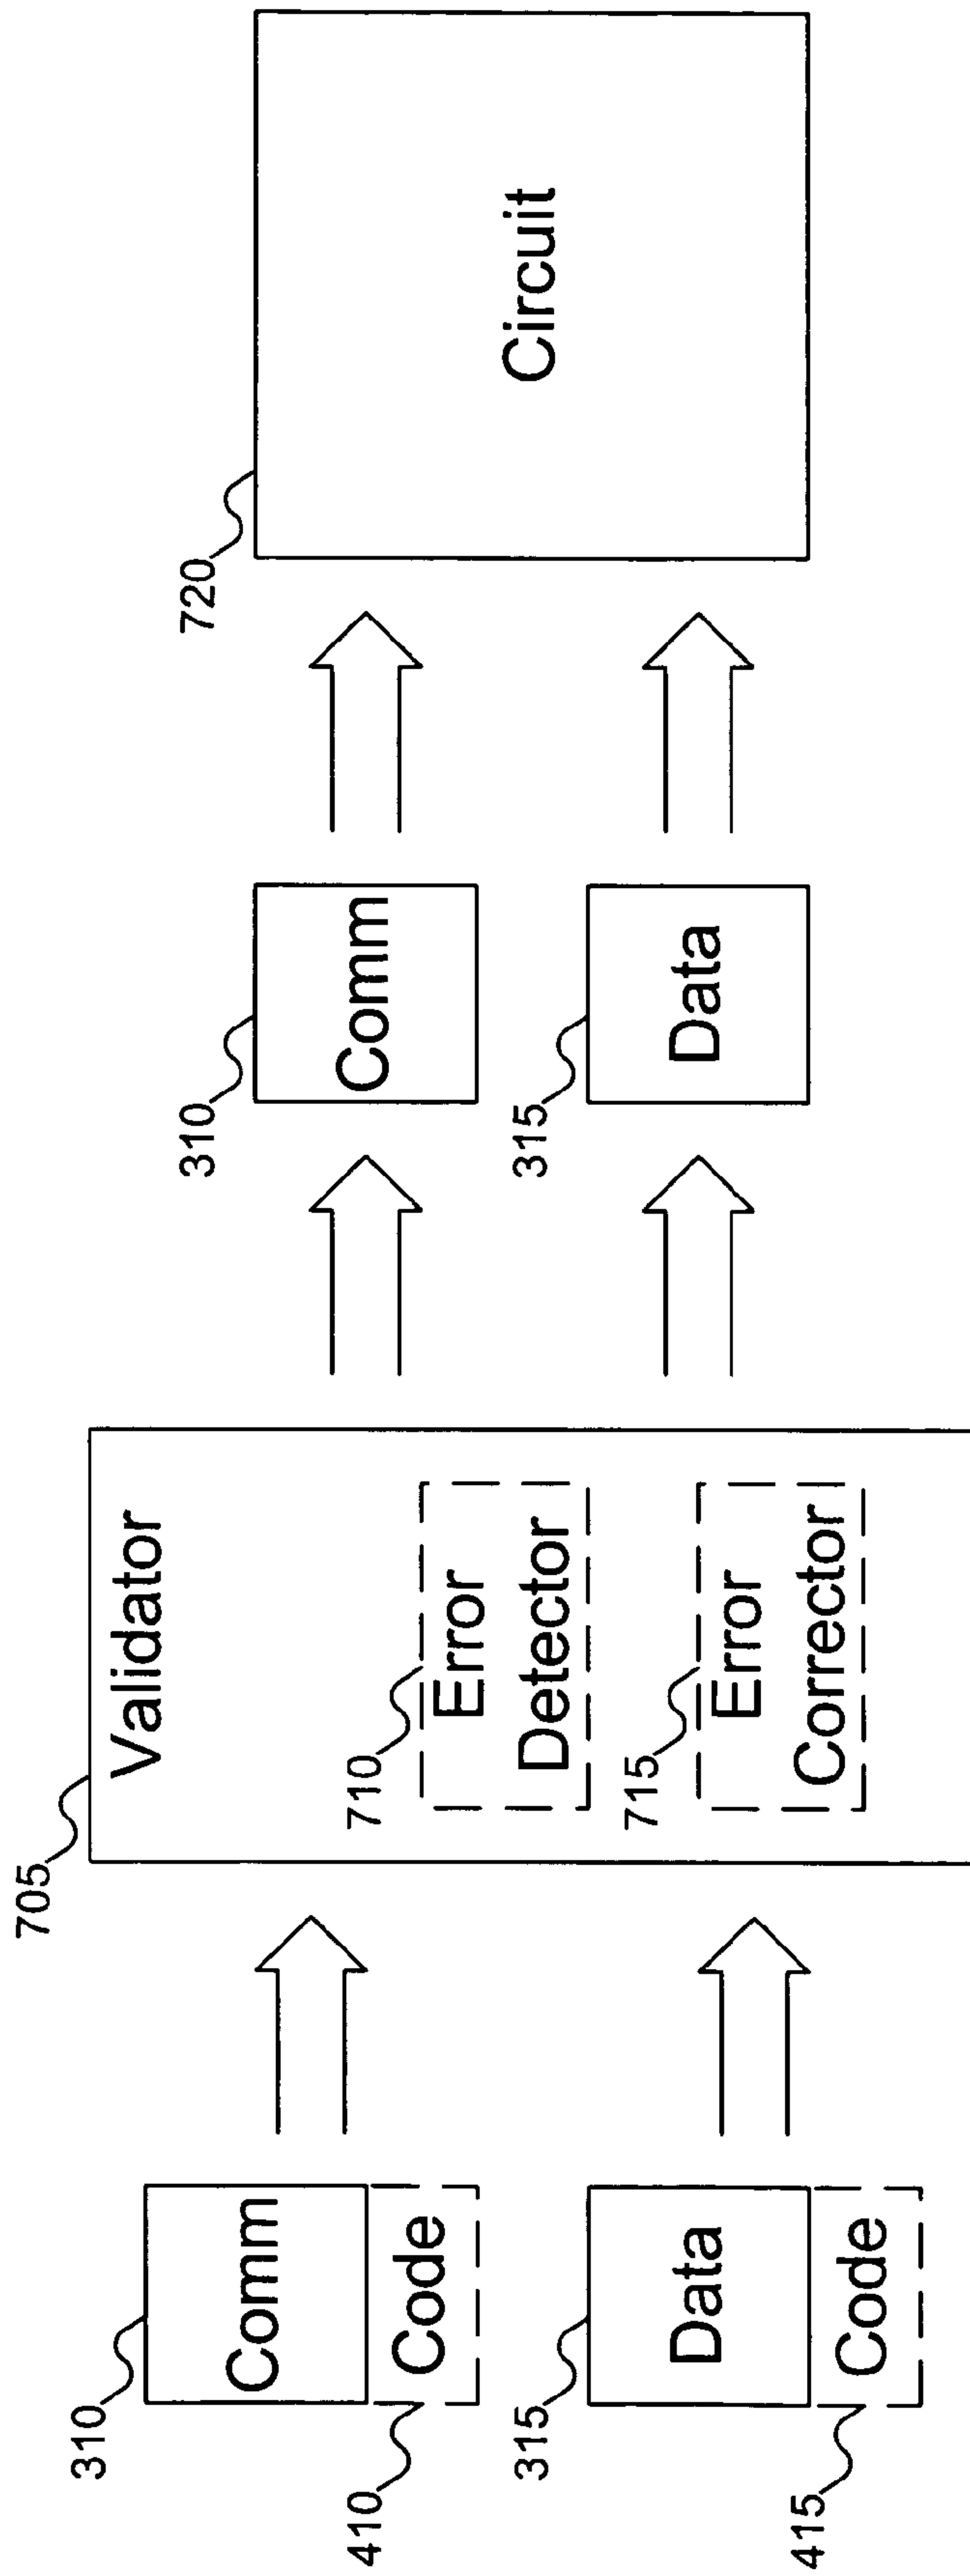 310
Comm
Code
410
315
Data
Code
415
705
Validator
710
Error
Detector
715
Error
Corrector
310
Comm
315
Data
720
Circuit